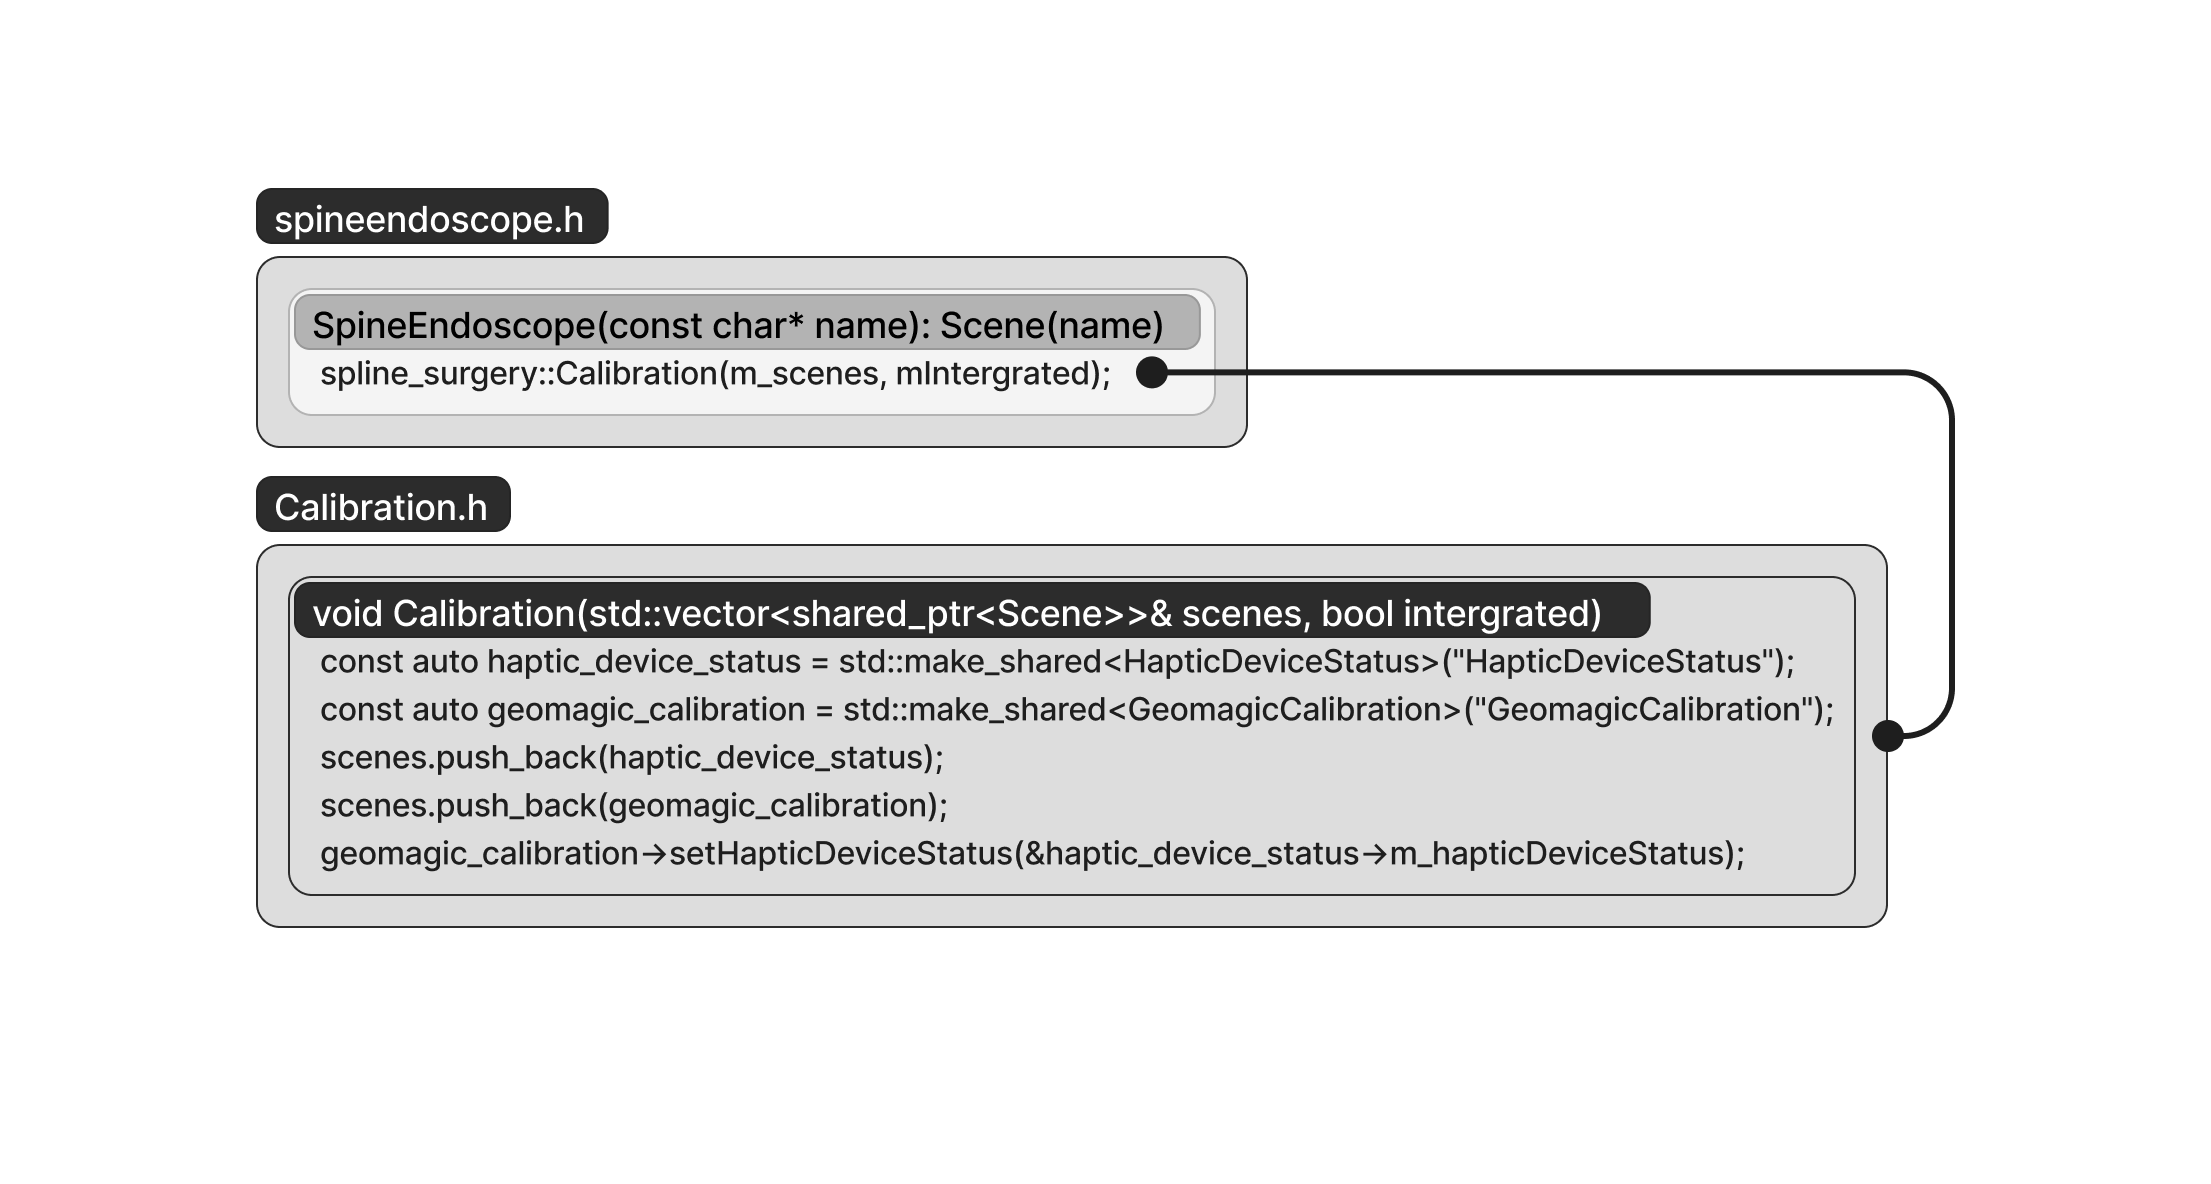 spineendoscope.h
SpineEndoscope(const char* name): Scene(name)
spline_surgery::Calibration(m_scenes, mIntergrated);
Calibration.h
void Calibration(std::vector<shared_ptr<Scene>>& scenes, bool intergrated)
const auto haptic_device_status = std::make_shared<HapticDeviceStatus>("HapticDeviceStatus");
const auto geomagic_calibration = std::make_shared<GeomagicCalibration>("GeomagicCalibration");
scenes.push_back(haptic_device_status);
scenes.push_back(geomagic_calibration);
geomagic_calibration→setHapticDeviceStatus(&haptic_device_status→m_hapticDeviceStatus);